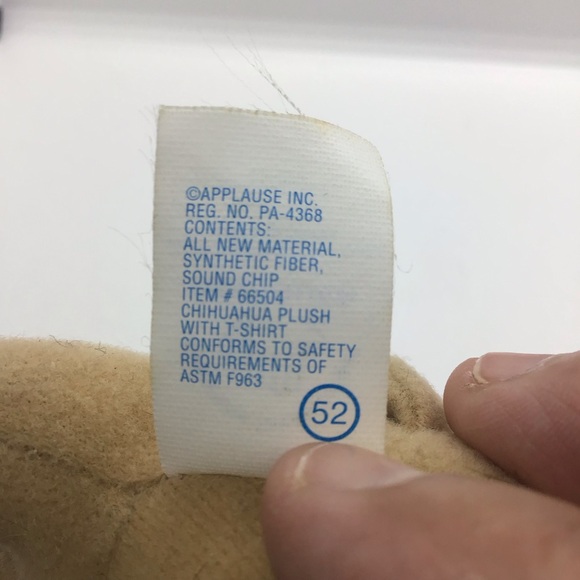 ©APPLAUSE INC.
REG. NO. PA-4368
CONTENTS:
ALL NEW MATERIAL,
SYNTHETIC FIBER,
SOUND CHIP
ITEM # 66504
CHIHUAHUA PLUSH
WITH T-SHIRT
CONFORMS TO SAFETY
REQUIREMENTS OF
ASTM F963
52